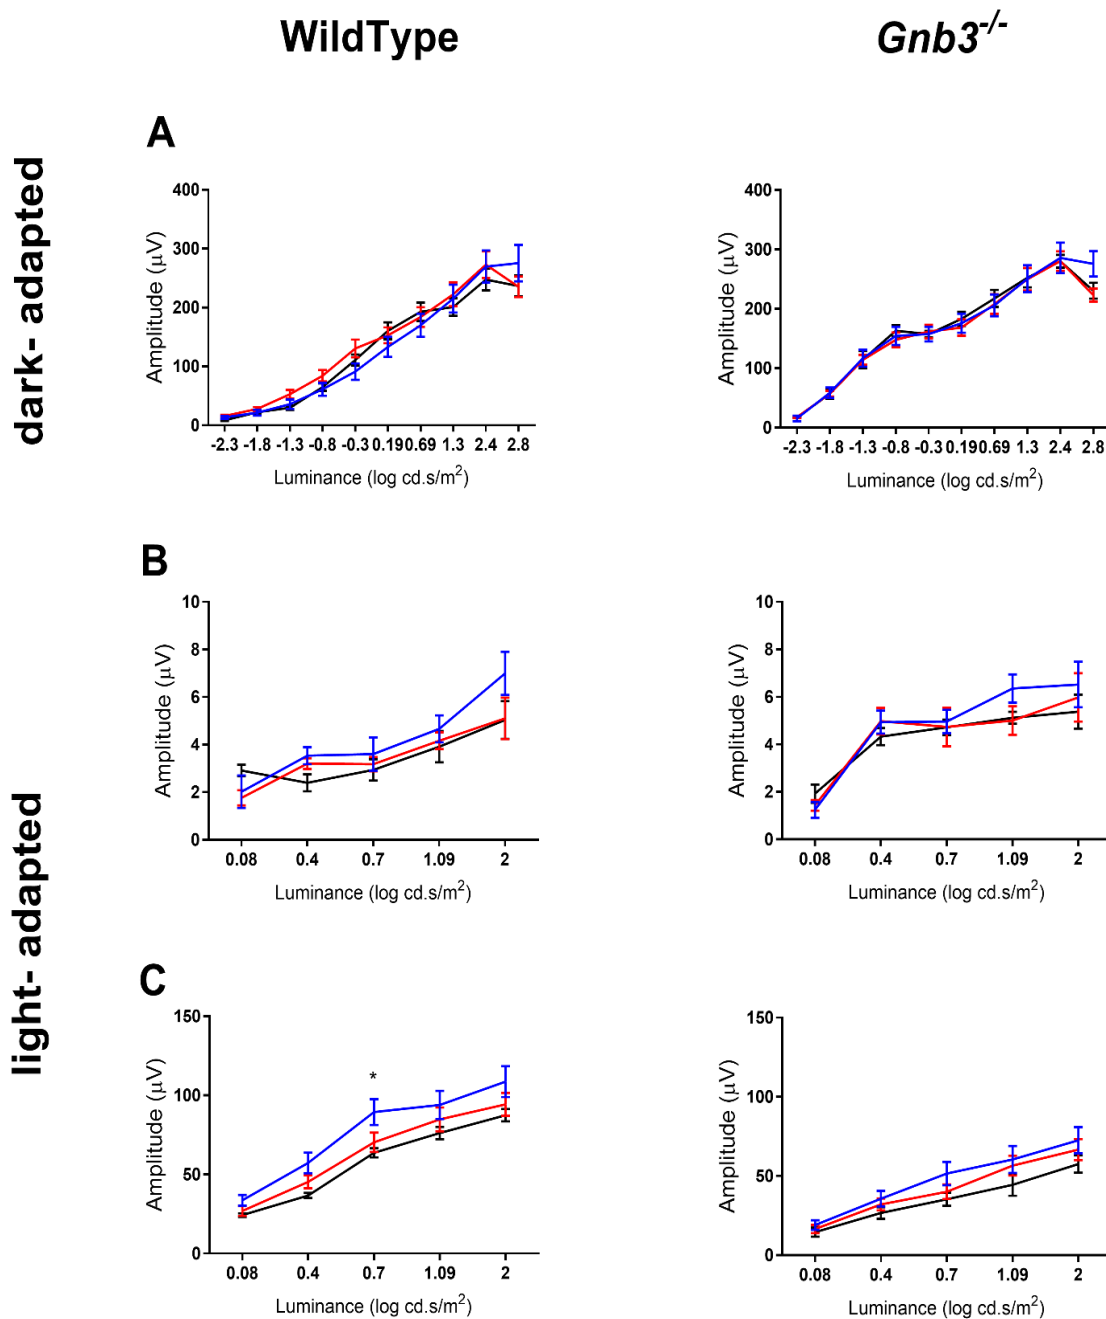 WildType
Gnb3-/-
dark- adapted
A
Amplitude (μV)
400
300
200
100
0
-2.3 -1.8 -1.3 -0.8 -0.3 0.19 0.69 1.3 2.4 2.8
Luminance (log cd.s/m2)
Amplitude (μV)
400
300
200
100
0
-2.3 -1.8 -1.3 -0.8 -0.3 0.19 0.69 1.3 2.4 2.8
Luminance (log cd.s/m2)
light- adapted
B
Amplitude (μV)
10
8
6
4
2
0
0.08 0.4 0.7 1.09 2
Luminance (log cd.s/m2)
Amplitude (μV)
10
8
6
4
2
0
0.08 0.4 0.7 1.09 2
Luminance (log cd.s/m2)
C
Amplitude (μV)
150
100
50
0
*
0.08 0.4 0.7 1.09 2
Luminance (log cd.s/m2)
Amplitude (μV)
150
100
50
0
0.08 0.4 0.7 1.09 2
Luminance (log cd.s/m2)